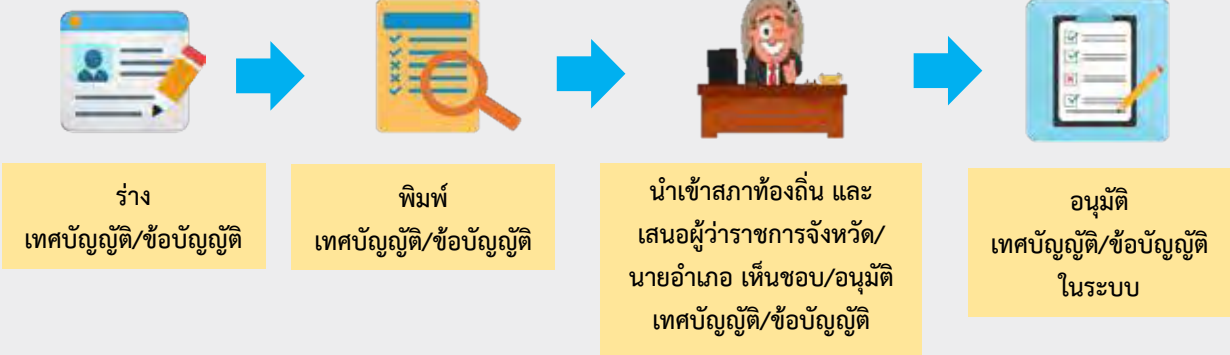 ร่าง
เทศบัญญัติ/ข้อบัญญัติ
พิมพ์
เทศบัญญัติ/ข้อบัญญัติ
นำเข้าสภาท้องถิ่น และ
เสนอผู้ว่าราชการจังหวัด/
นายอำเภอ เห็นชอบ/อนุมัติ
เทศบัญญัติ/ข้อบัญญัติ
อนุมัติ
เทศบัญญัติ/ข้อบัญญัติ
ในระบบ